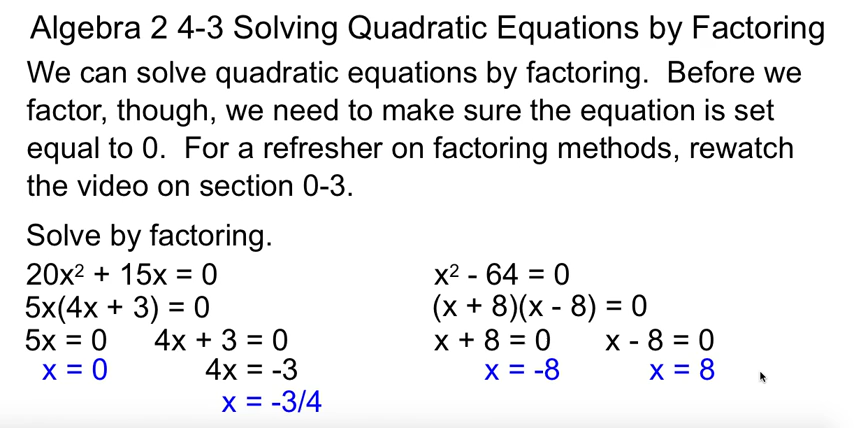 Algebra 2 4-3 Solving Quadratic Equations by Factoring
We can solve quadratic equations by factoring.  Before we
factor, though, we need to make sure the equation is set
equal to 0.  For a refresher on factoring methods, rewatch
the video on section 0-3.
Solve by factoring.
20x² + 15x = 0
5x(4x + 3) = 0
5x = 0 4x + 3 = 0
x = 0 4x = -3
x = -3/4
x² - 64 = 0
(x + 8)(x - 8) = 0
x + 8 = 0 x - 8 = 0
x = -8 x = 8